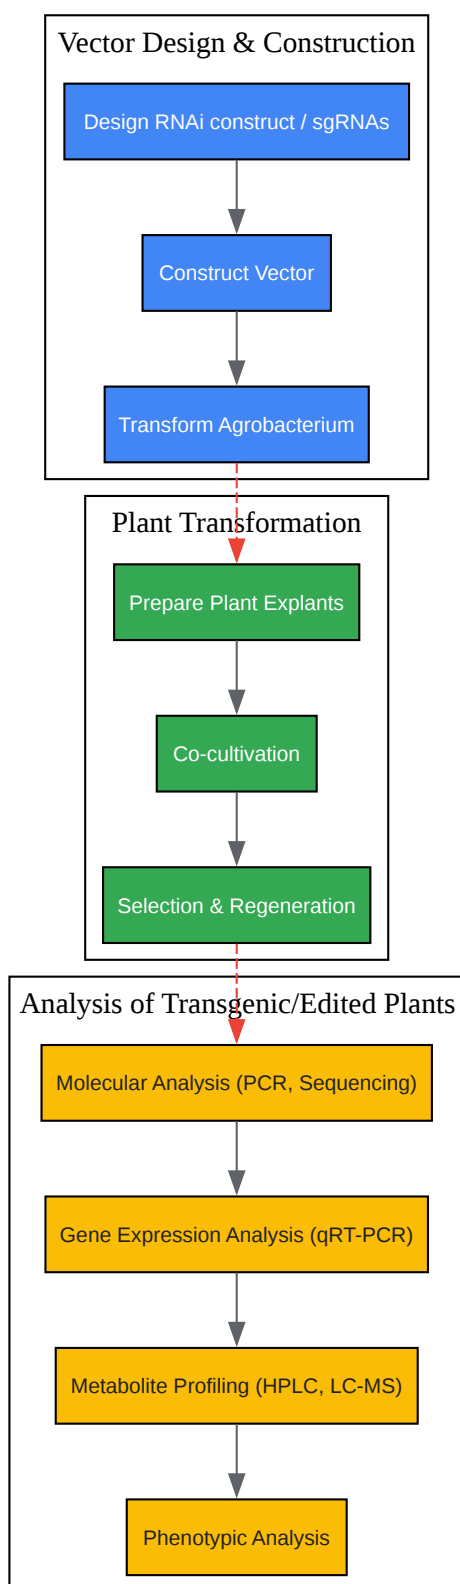 Vector Design & Construction
Design RNAi construct / sgRNAs
Construct Vector
Transform Agrobacterium
Plant Transformation
Prepare Plant Explants
Co-cultivation
Selection & Regeneration
Analysis of Transgenic/Edited Plants
Molecular Analysis (PCR, Sequencing)
Gene Expression Analysis (qRT-PCR)
Metabolite Profiling (HPLC, LC-MS)
Phenotypic Analysis